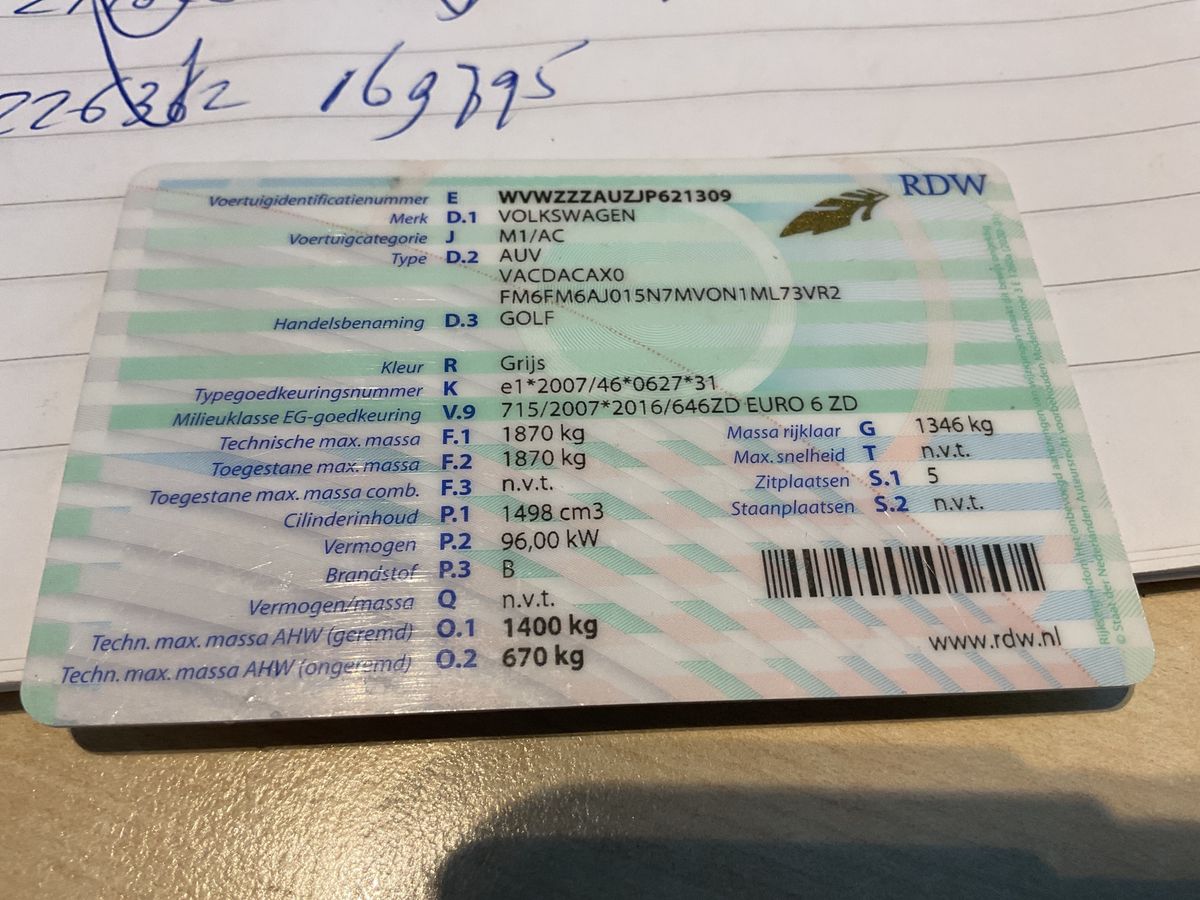 169795
RDW
Voertuigidentificatienummer E WVWZZZAUZJP621309
Merk D.1 VOLKSWAGEN
Voertuigcategorie J M1/AC
Type D.2 AUV
VACDACAX0
FM6FM6AJ015N7MVON1ML73VR2
Handelsbenaming D.3 GOLF
Kleur R Grijs
Typegoedkeuringsnummer K e1*2007/46*0627*31
Milieuklasse EG-goedkeuring V.9 715/2007*2016/646ZD EURO 6 ZD
Technische max. massa F.1 1870 kg Massa rijklaar G 1346 kg
Toegestane max. massa F.2 1870 kg Max. snelheid T n.v.t.
Toegestane max. massa comb. F.3 n.v.t. Zitplaatsen S.1 5
Cilinderinhoud P.1 1498 cm3 Staanplaatsen S.2 n.v.t.
Vermogen P.2 96,00 kW
Brandstof P.3 B
Vermogen/massa Q n.v.t.
Techn. max. massa AHW (geremd) O.1 1400 kg
Techn. max. massa AHW (ongeremd) O.2 670 kg
www.rdw.nl